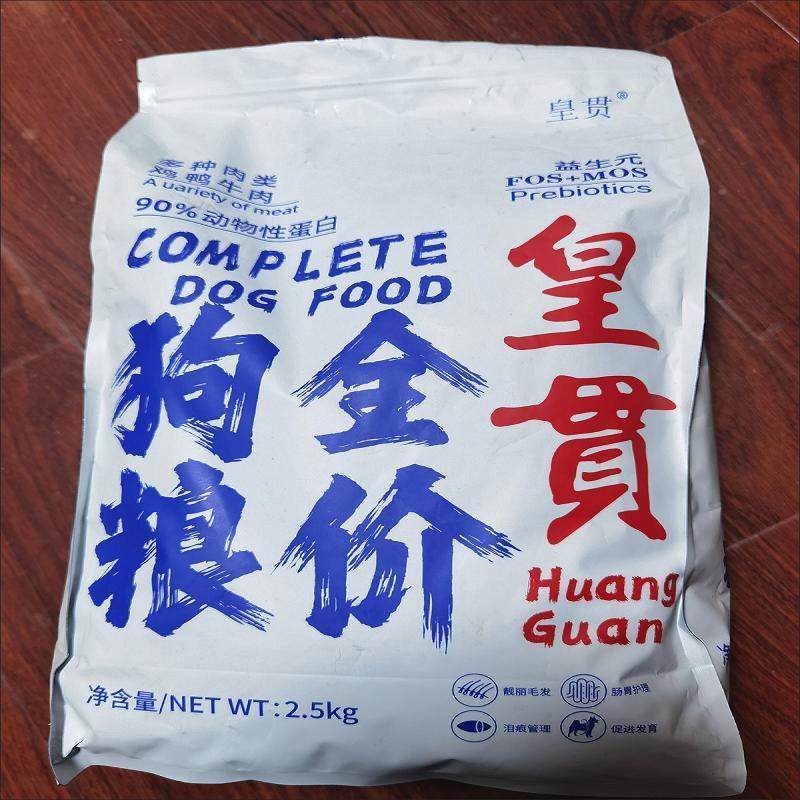 皇贯®
多种肉类
鸡鸭牛肉
A uariety of meat
90%动物性蛋白
益生元
FOS+MOS
Prebiotics
COMPLETE
DOG FOOD
皇貫
Huang
Guan
全价
狗粮
净含量/NET WT:2.5kg
靓丽毛发
肠胃护理
泪痕管理
促进发育